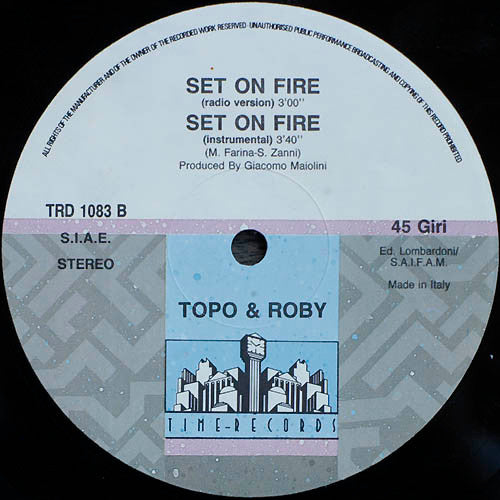 ALL RIGHTS OF THE MANUFACTURER AND OF THE OWNER OF THE RECORDED WORK RESERVED · UNAUTHORISED PUBLIC PERFORMANCE BROADCASTING AND COPYING OF THIS RECORD PROHIBITED
SET ON FIRE
(radio version) 3'00''
SET ON FIRE
(instrumental) 3'40''
(M. Farina-S. Zanni)
Produced By Giacomo Maiolini
TRD 1083 B
45 Giri
S.I.A.E.
Ed. Lombardoni/
S.A.I.F.A.M.
STEREO
Made in Italy
TOPO & ROBY
TIME-RECORDS